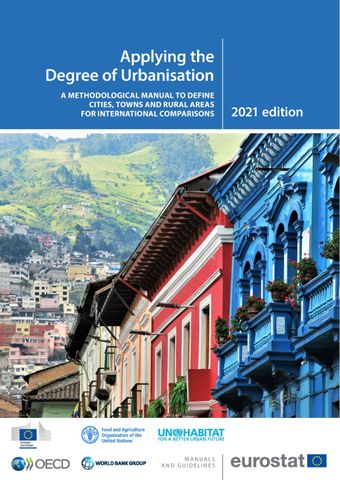 Applying the
Degree of Urbanisation
A METHODOLOGICAL MANUAL TO DEFINE
CITIES, TOWNS AND RURAL AREAS
FOR INTERNATIONAL COMPARISONS
2021 edition
Food and Agriculture
Organization of the
United Nations
UN HABITAT
FOR A BETTER URBAN FUTURE
OECD
WORLD BANK GROUP
MANUALS
AND GUIDELINES
eurostat